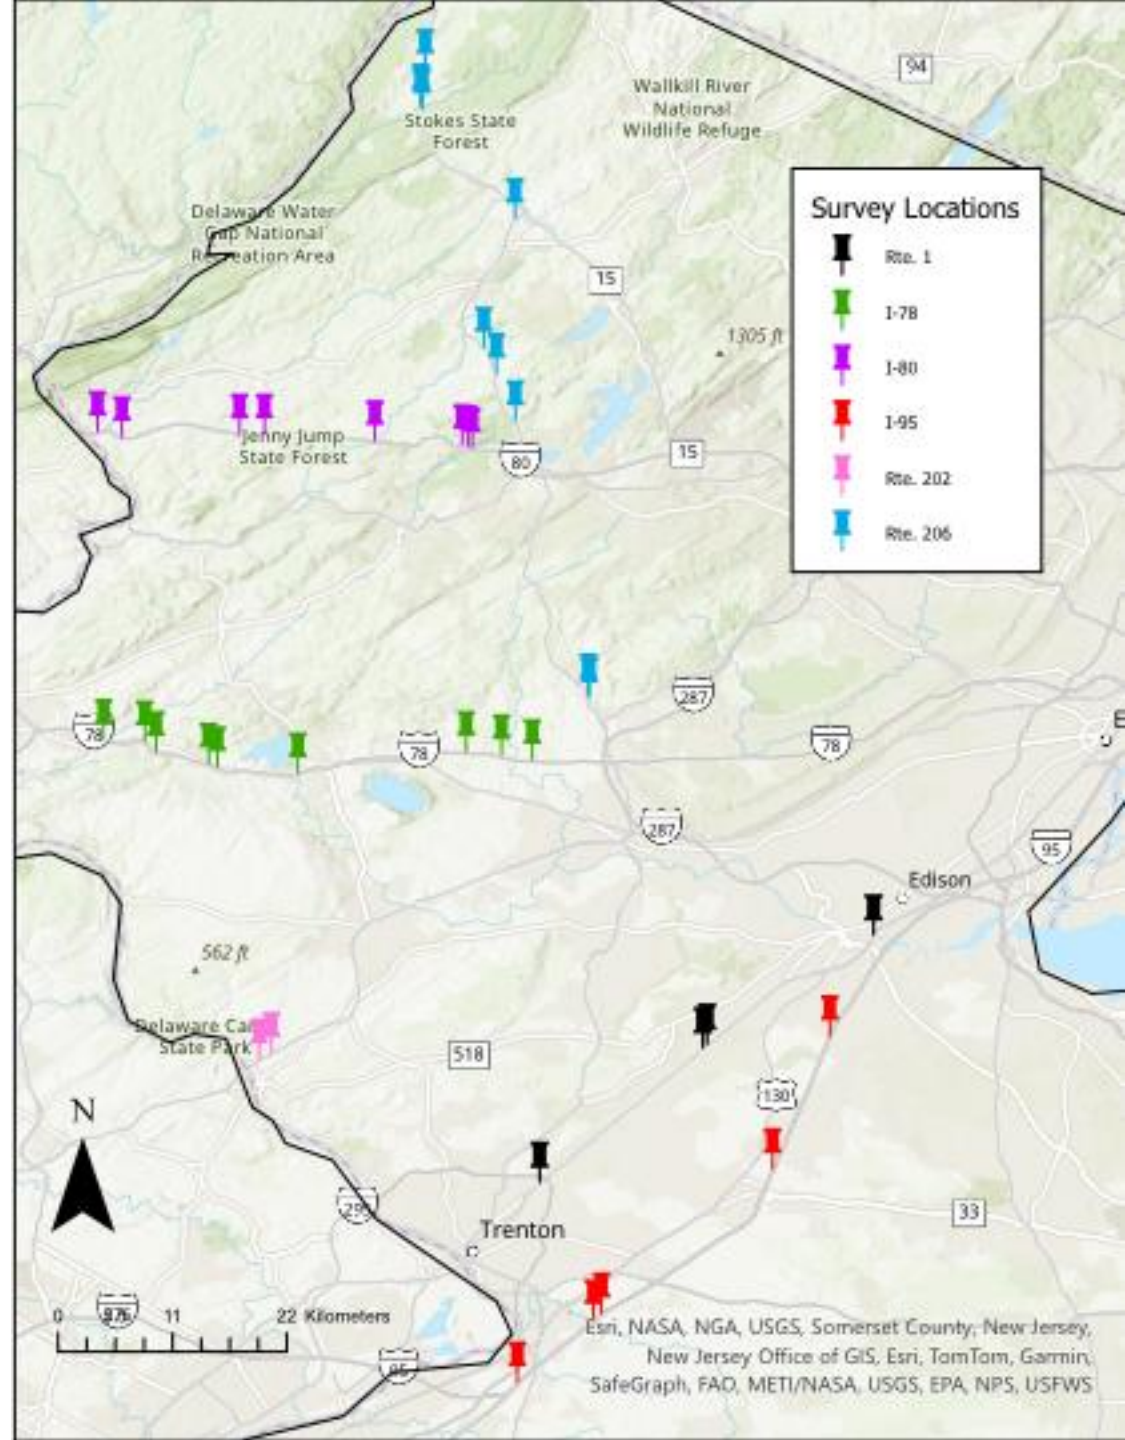 94
Wallkill River
National
Wildlife Refuge
Stokes State
Forest
Survey Locations
Rte. 1
I-78
I-80
I-95
Rte. 202
Rte. 206
Delaware Water
Gap National
Recreation Area
15
1305 ft
Jenny Jump
State Forest
15
80
287
78
78
78
E
287
95
Edison
562 ft
Delaware Ca
State Park
518
130
295
33
Trenton
N
0 11 22 Kilometers
95
Esri, NASA, NGA, USGS, Somerset County, New Jersey,
New Jersey Office of GIS, Esri, TomTom, Garmin,
SafeGraph, FAO, METI/NASA, USGS, EPA, NPS, USFWS